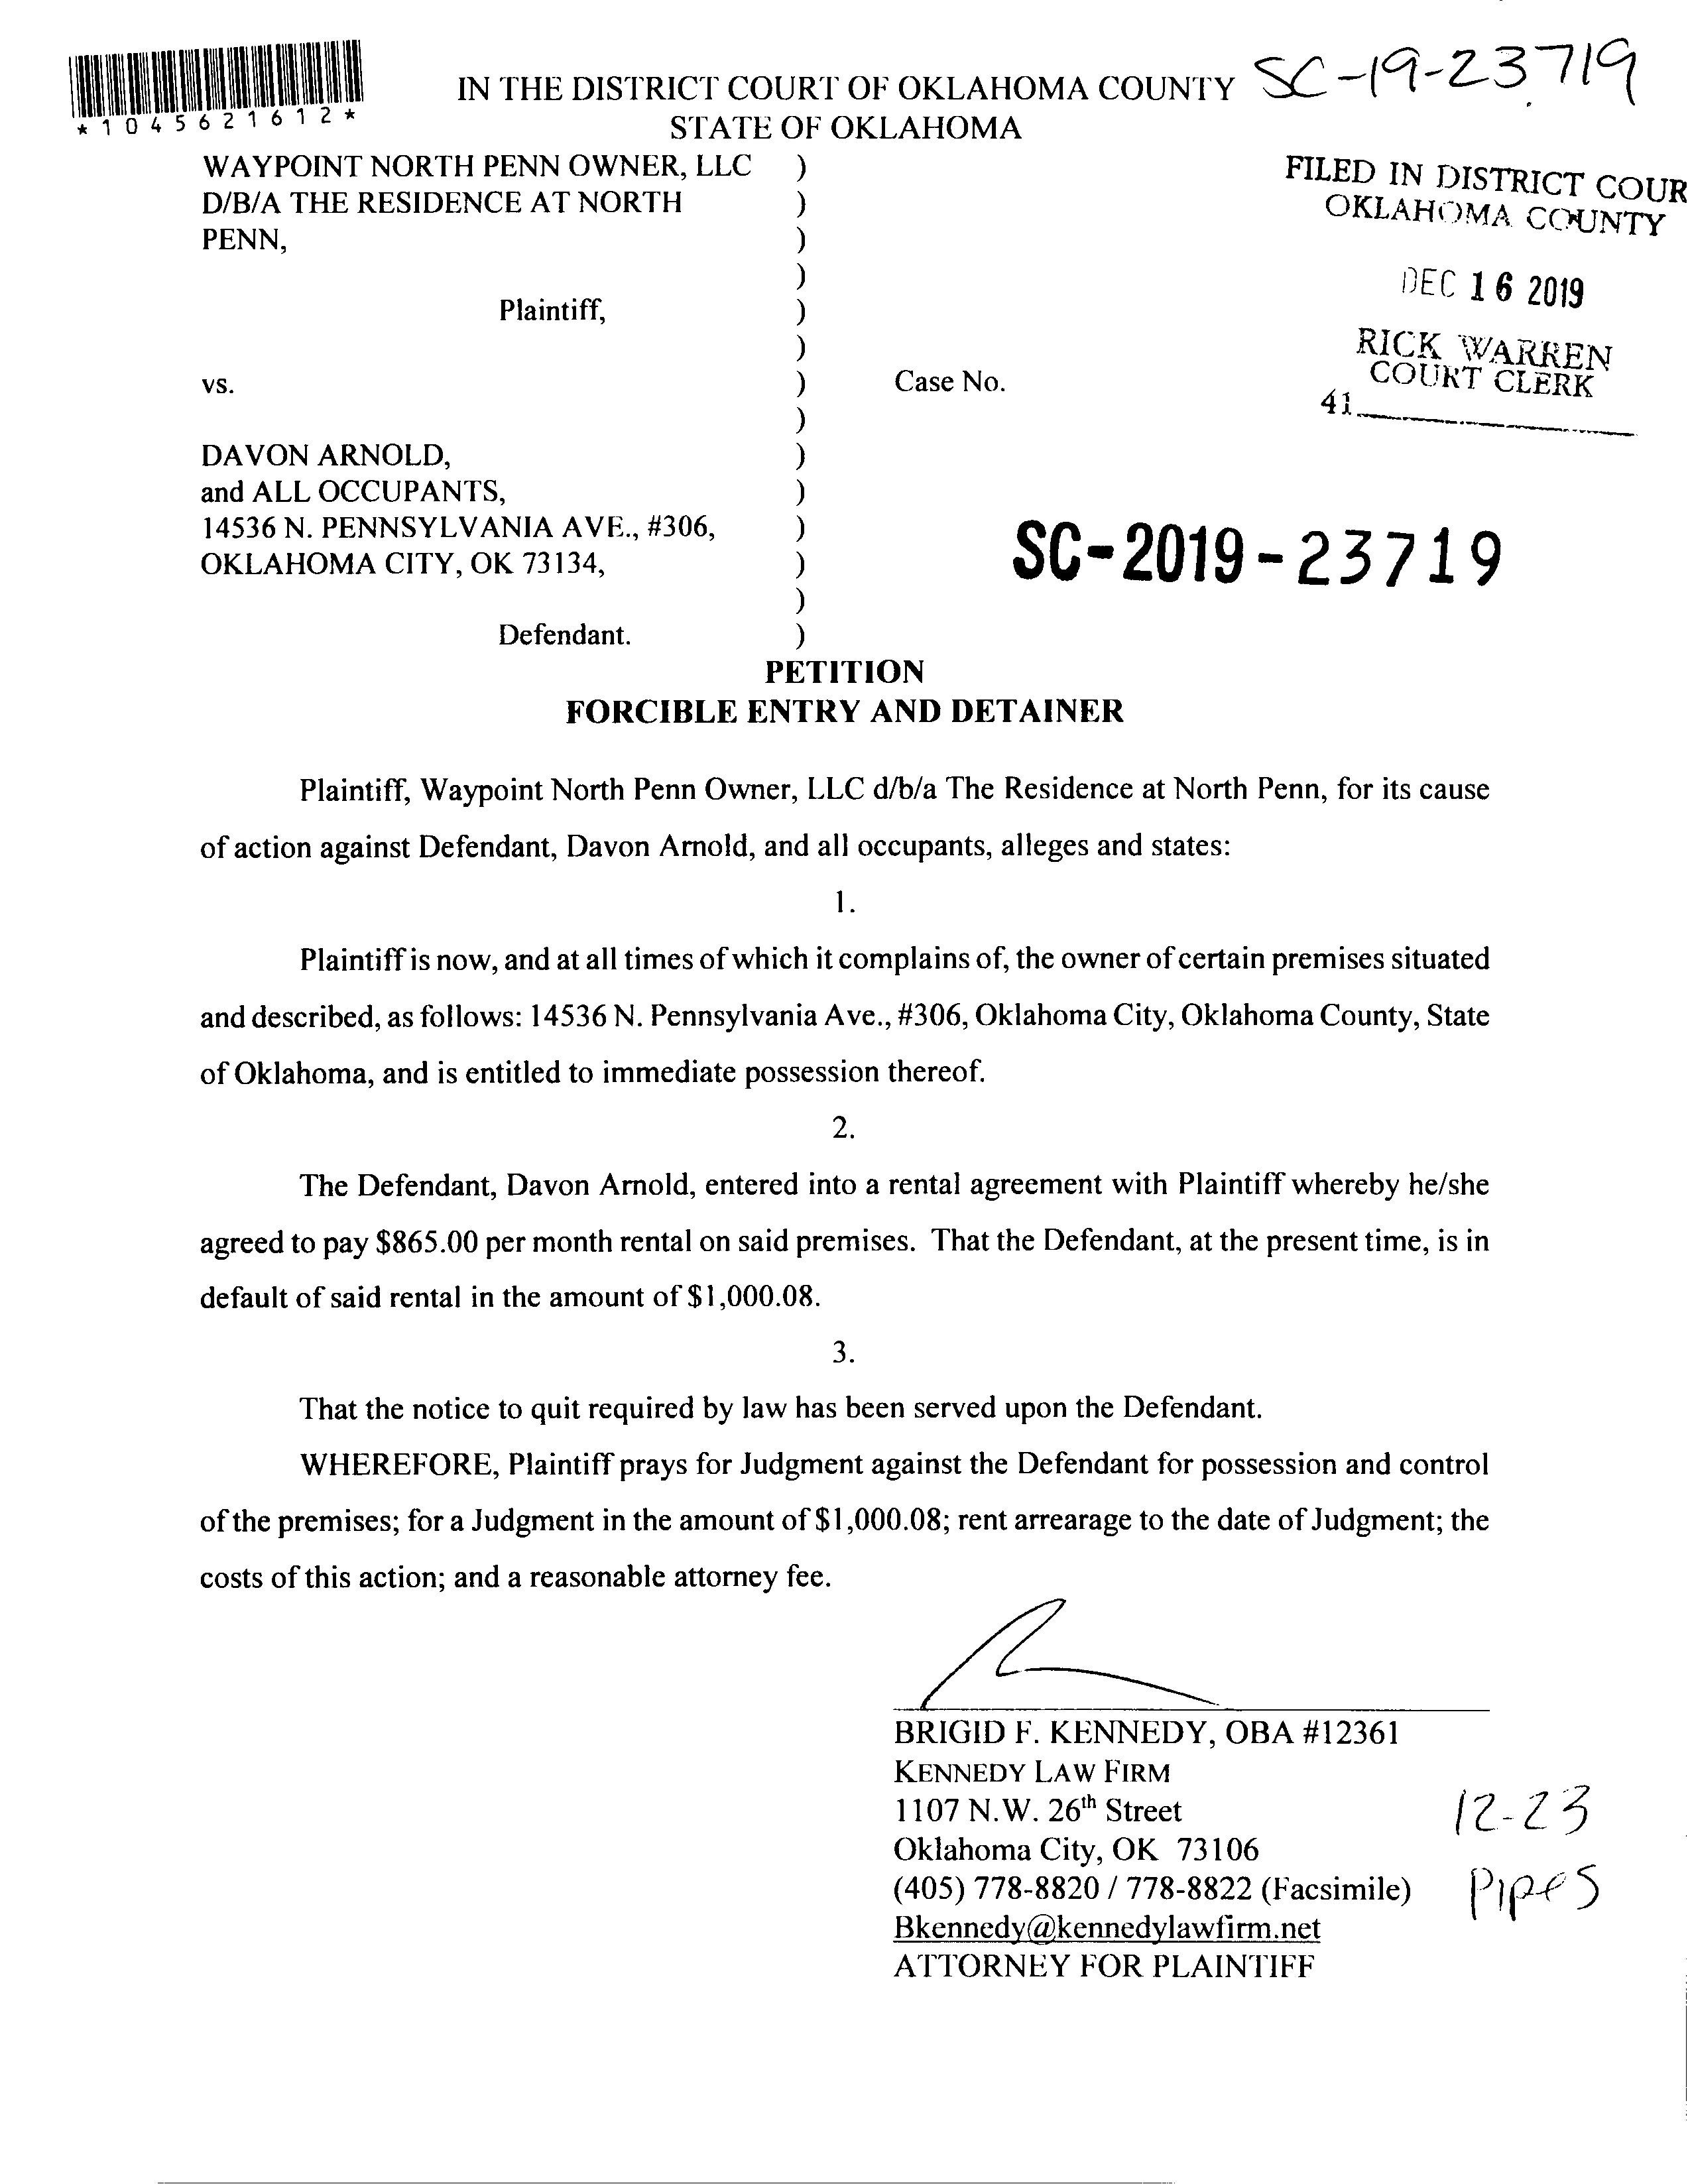 *1045621612*
IN THE DISTRICT COURT OF OKLAHOMA COUNTY SC-19-23719
STATE OF OKLAHOMA
WAYPOINT NORTH PENN OWNER, LLC )
D/B/A THE RESIDENCE AT NORTH )
PENN, )
)
Plaintiff, )
)
vs. ) Case No.
)
DAVON ARNOLD, )
and ALL OCCUPANTS, )
14536 N. PENNSYLVANIA AVE., #306, )
OKLAHOMA CITY, OK 73134, )
)
Defendant. )
FILED IN DISTRICT COUR
OKLAHOMA COUNTY
DEC 16 2019
RICK WARREN
COURT CLERK
41
SC-2019-23719
PETITION
FORCIBLE ENTRY AND DETAINER
Plaintiff, Waypoint North Penn Owner, LLC d/b/a The Residence at North Penn, for its cause
of action against Defendant, Davon Arnold, and all occupants, alleges and states:
1.
Plaintiff is now, and at all times of which it complains of, the owner of certain premises situated
and described, as follows: 14536 N. Pennsylvania Ave., #306, Oklahoma City, Oklahoma County, State
of Oklahoma, and is entitled to immediate possession thereof.
2.
The Defendant, Davon Arnold, entered into a rental agreement with Plaintiff whereby he/she
agreed to pay $865.00 per month rental on said premises. That the Defendant, at the present time, is in
default of said rental in the amount of $1,000.08.
3.
That the notice to quit required by law has been served upon the Defendant.
WHEREFORE, Plaintiff prays for Judgment against the Defendant for possession and control
of the premises; for a Judgment in the amount of $1,000.08; rent arrearage to the date of Judgment; the
costs of this action; and a reasonable attorney fee.
BRIGID F. KENNEDY, OBA #12361
KENNEDY LAW FIRM
1107 N.W. 26th Street
Oklahoma City, OK 73106
(405) 778-8820 / 778-8822 (Facsimile)
Bkennedy@kennedylawfirm.net
ATTORNEY FOR PLAINTIFF
12-23
Pipes